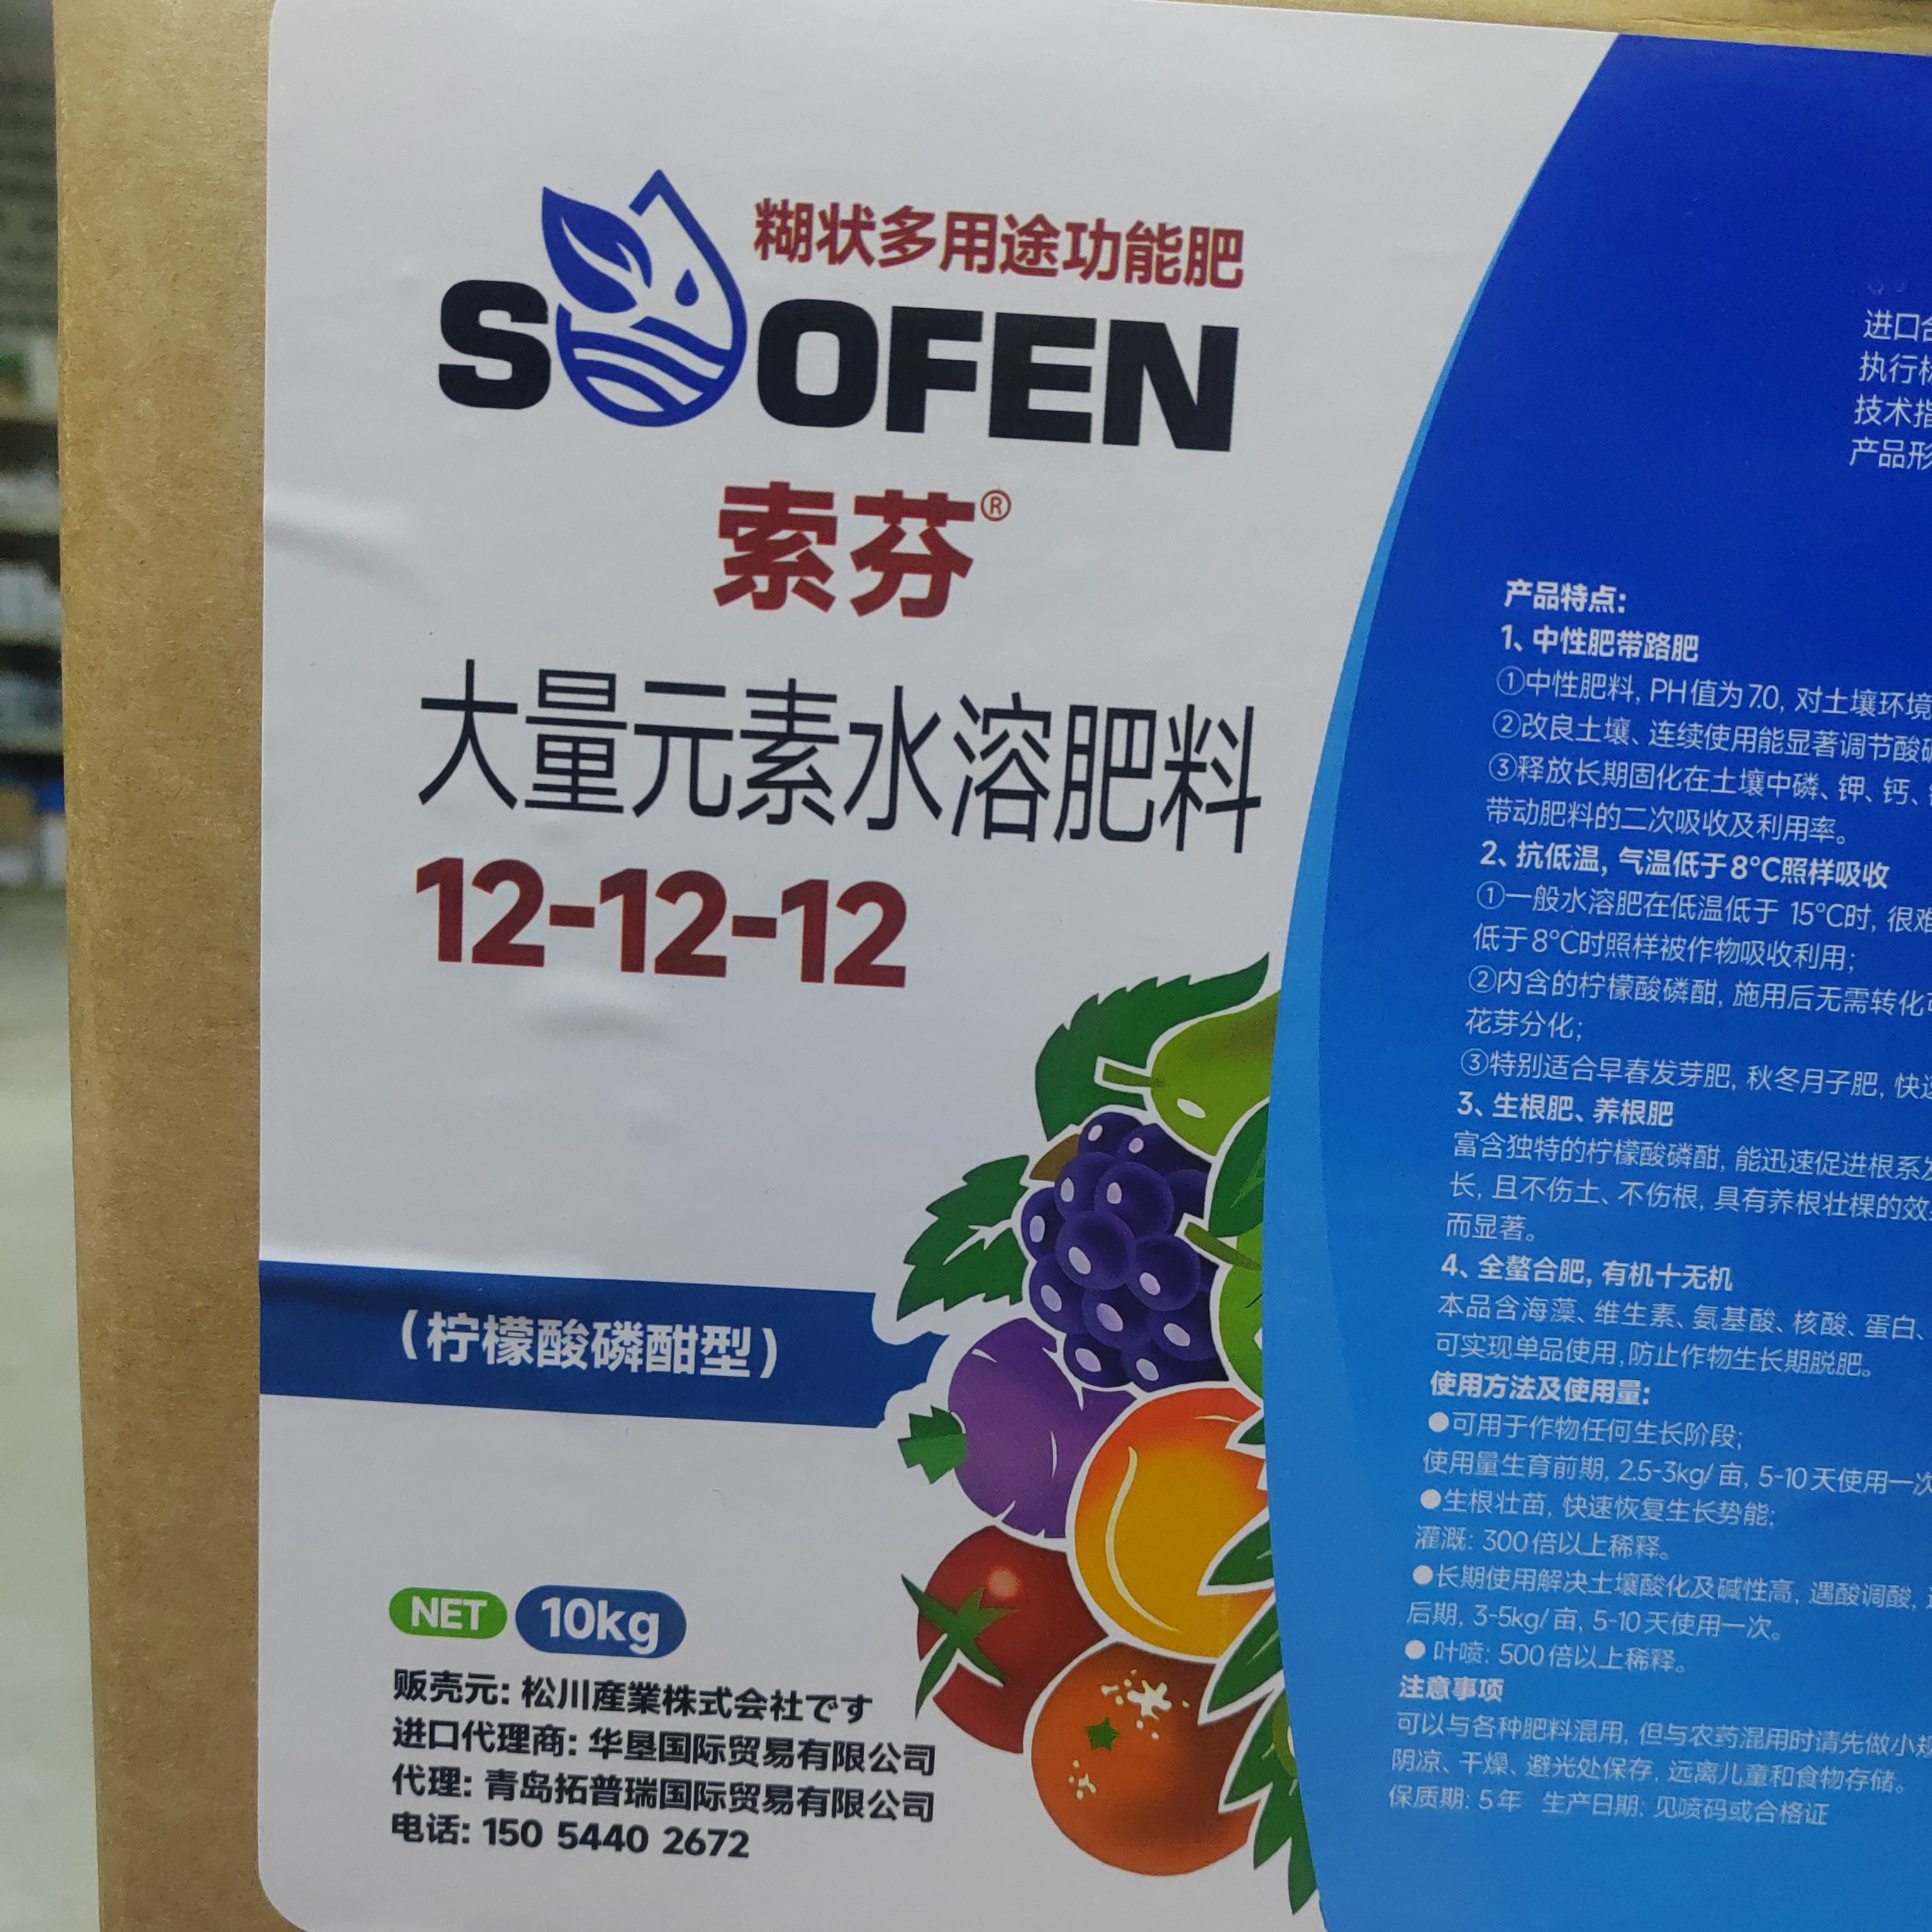 糊状多用途功能肥
SOOFEN
索芬®
大量元素水溶肥料
12-12-12
(柠檬酸磷酣型)
NET 10kg
贩売元: 松川産業株式会社です
进口代理商: 华垦国际贸易有限公司
代理: 青岛拓普瑞国际贸易有限公司
电话: 150 5440 2672
进口
执行
技术
产品
产品特点:
1、中性肥带路肥
①中性肥料, PH值为7.0, 对土壤环境
②改良土壤、连续使用能显著调节酸
③释放长期固化在土壤中磷、钾、钙、
带动肥料的二次吸收及利用率。
2、抗低温, 气温低于8°C照样吸收
①一般水溶肥在低温低于 15°C时, 很难
低于8°C时照样被作物吸收利用;
②内含的柠檬酸磷酣, 施用后无需转化
花芽分化;
③特别适合早春发芽肥, 秋冬月子肥, 快
3、生根肥、养根肥
富含独特的柠檬酸磷酣, 能迅速促进根系
长, 且不伤土、不伤根, 具有养根壮棵的效
而显著。
4、全螯合肥, 有机十无机
本品含海藻、维生素、氨基酸、核酸、蛋白、
可实现单品使用,防止作物生长期脱肥。
使用方法及使用量:
●可用于作物任何生长阶段;
使用量生育前期, 2.5-3kg/亩, 5-10天使用一次
●生根壮苗, 快速恢复生长势能;
灌溉: 300倍以上稀释。
●长期使用解决土壤酸化及碱性高, 遇酸调酸,
后期, 3-5kg/亩, 5-10天使用一次。
● 叶喷: 500倍以上稀释。
注意事项
可以与各种肥料混用, 但与农药混用时请先做小规
阴凉、干燥、避光处保存, 远离儿童和食物存储。
保质期: 5年 生产日期: 见喷码或合格证